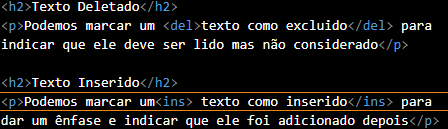 <h2>Texto Deletado</h2>
<p>Podemos marcar um <del>texto como excluido</del> para
indicar que ele deve ser lido mas não considerado</p>

<h2>Texto Inserido</h2>
<p>Podemos marcar um<ins> texto como inserido</ins> para
dar um ênfase e indicar que ele foi adicionado depois</p>